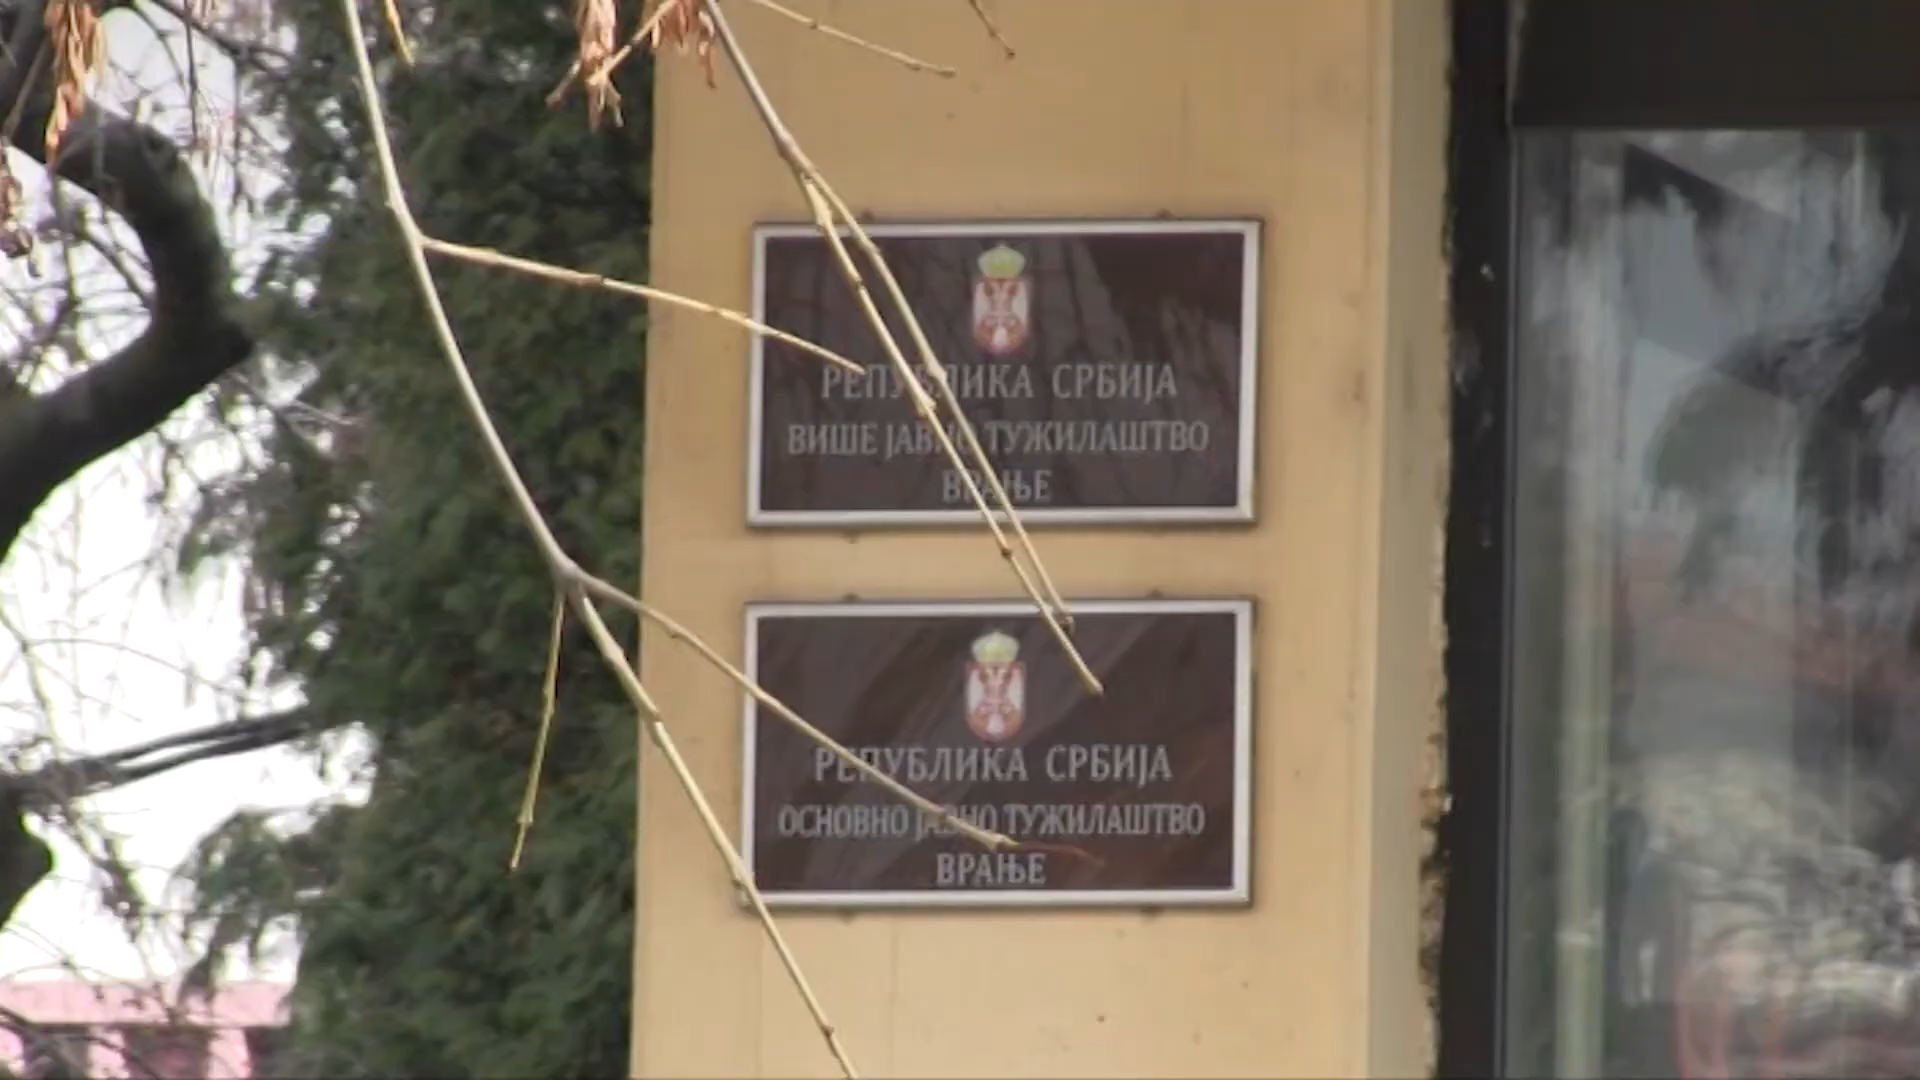 РЕПУБЛИКА СРБИЈА
ВИШЕ ЈАВНО ТУЖИЛАШТВО
ВРАЊЕ
РЕПУБЛИКА СРБИЈА
ОСНОВНО ЈАВНО ТУЖИЛАШТВО
ВРАЊЕ